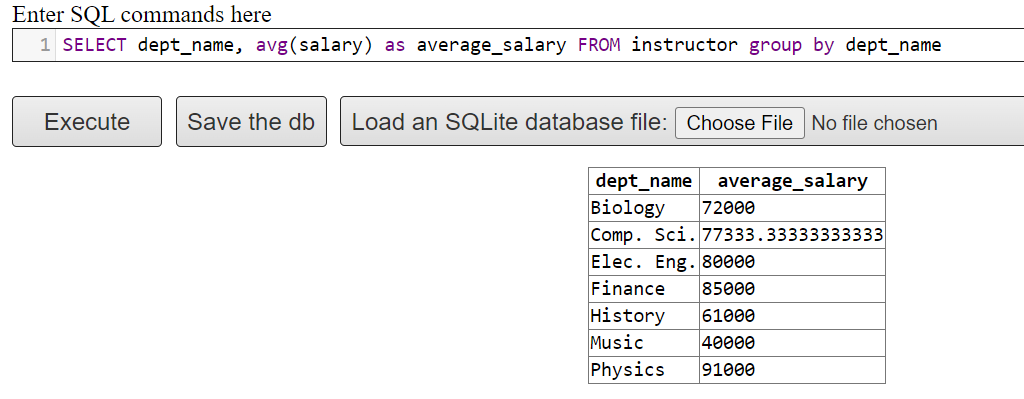 Enter SQL commands here
1 SELECT dept_name, avg(salary) as average_salary FROM instructor group by dept_name
Execute Save the db Load an SQLite database file: Choose File No file chosen
dept_name average_salary
Biology 72000
Comp. Sci. 77333.33333333333
Elec. Eng. 80000
Finance 85000
History 61000
Music 40000
Physics 91000